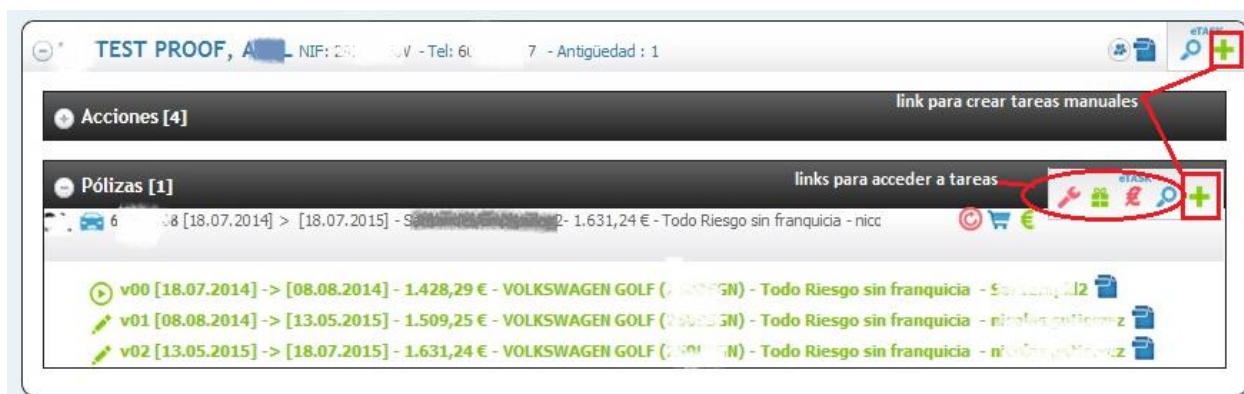 eTASK
TEST PROOF, NIF: - Tel: 7 - Antigüedad : 1
link para crear tareas manuales
Acciones [4]
Pólizas [1]
links para acceder a tareas
eTASK
[18.07.2014] > [18.07.2015] - 1.631,24 € - Todo Riesgo sin franquicia - nicc
v00 [18.07.2014] -> [08.08.2014] - 1.428,29 € - VOLKSWAGEN GOLF ( - Todo Riesgo sin franquicia -
v01 [08.08.2014] -> [13.05.2015] - 1.509,25 € - VOLKSWAGEN GOLF ( - Todo Riesgo sin franquicia -
v02 [13.05.2015] -> [18.07.2015] - 1.631,24 € - VOLKSWAGEN GOLF ( - Todo Riesgo sin franquicia -